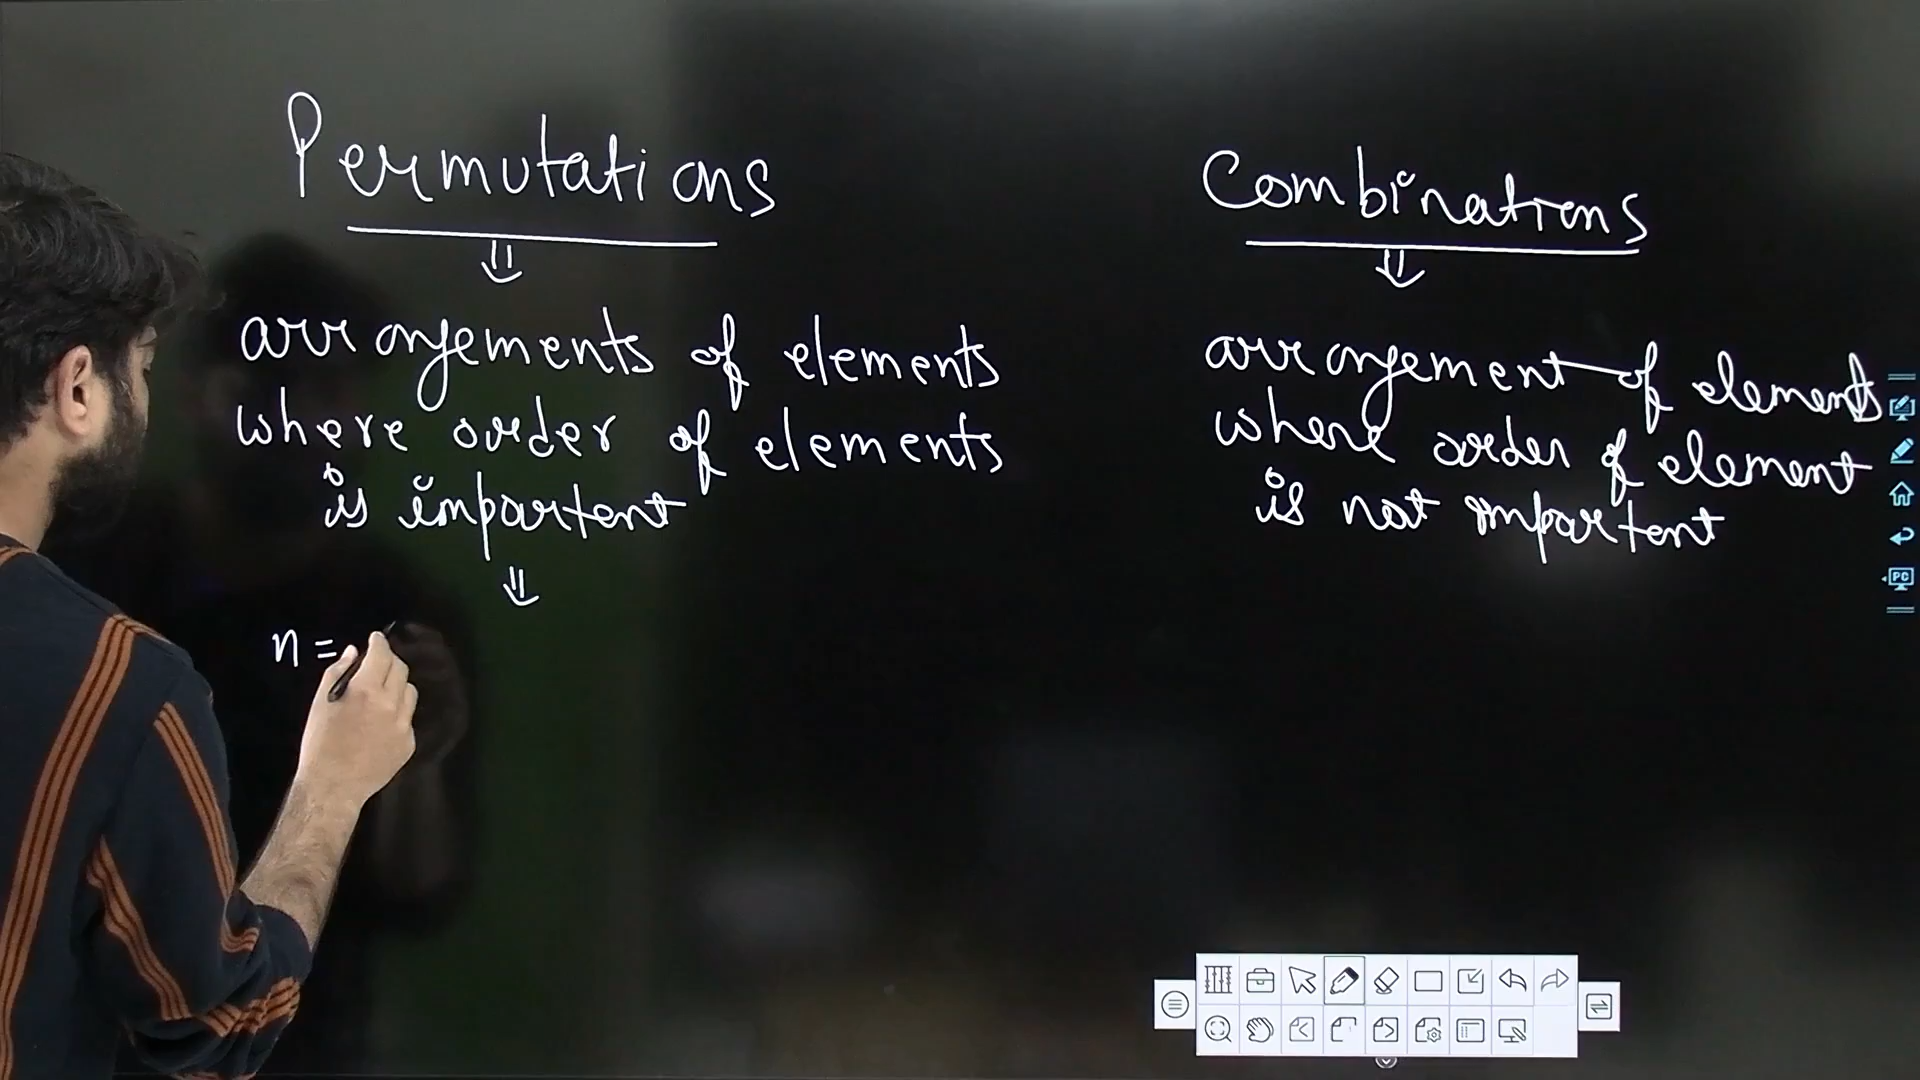 Permutations
arrangements of elements
where order of elements
is important
n =
Combinations
arrangement of elements
where order of element
is not important
PC